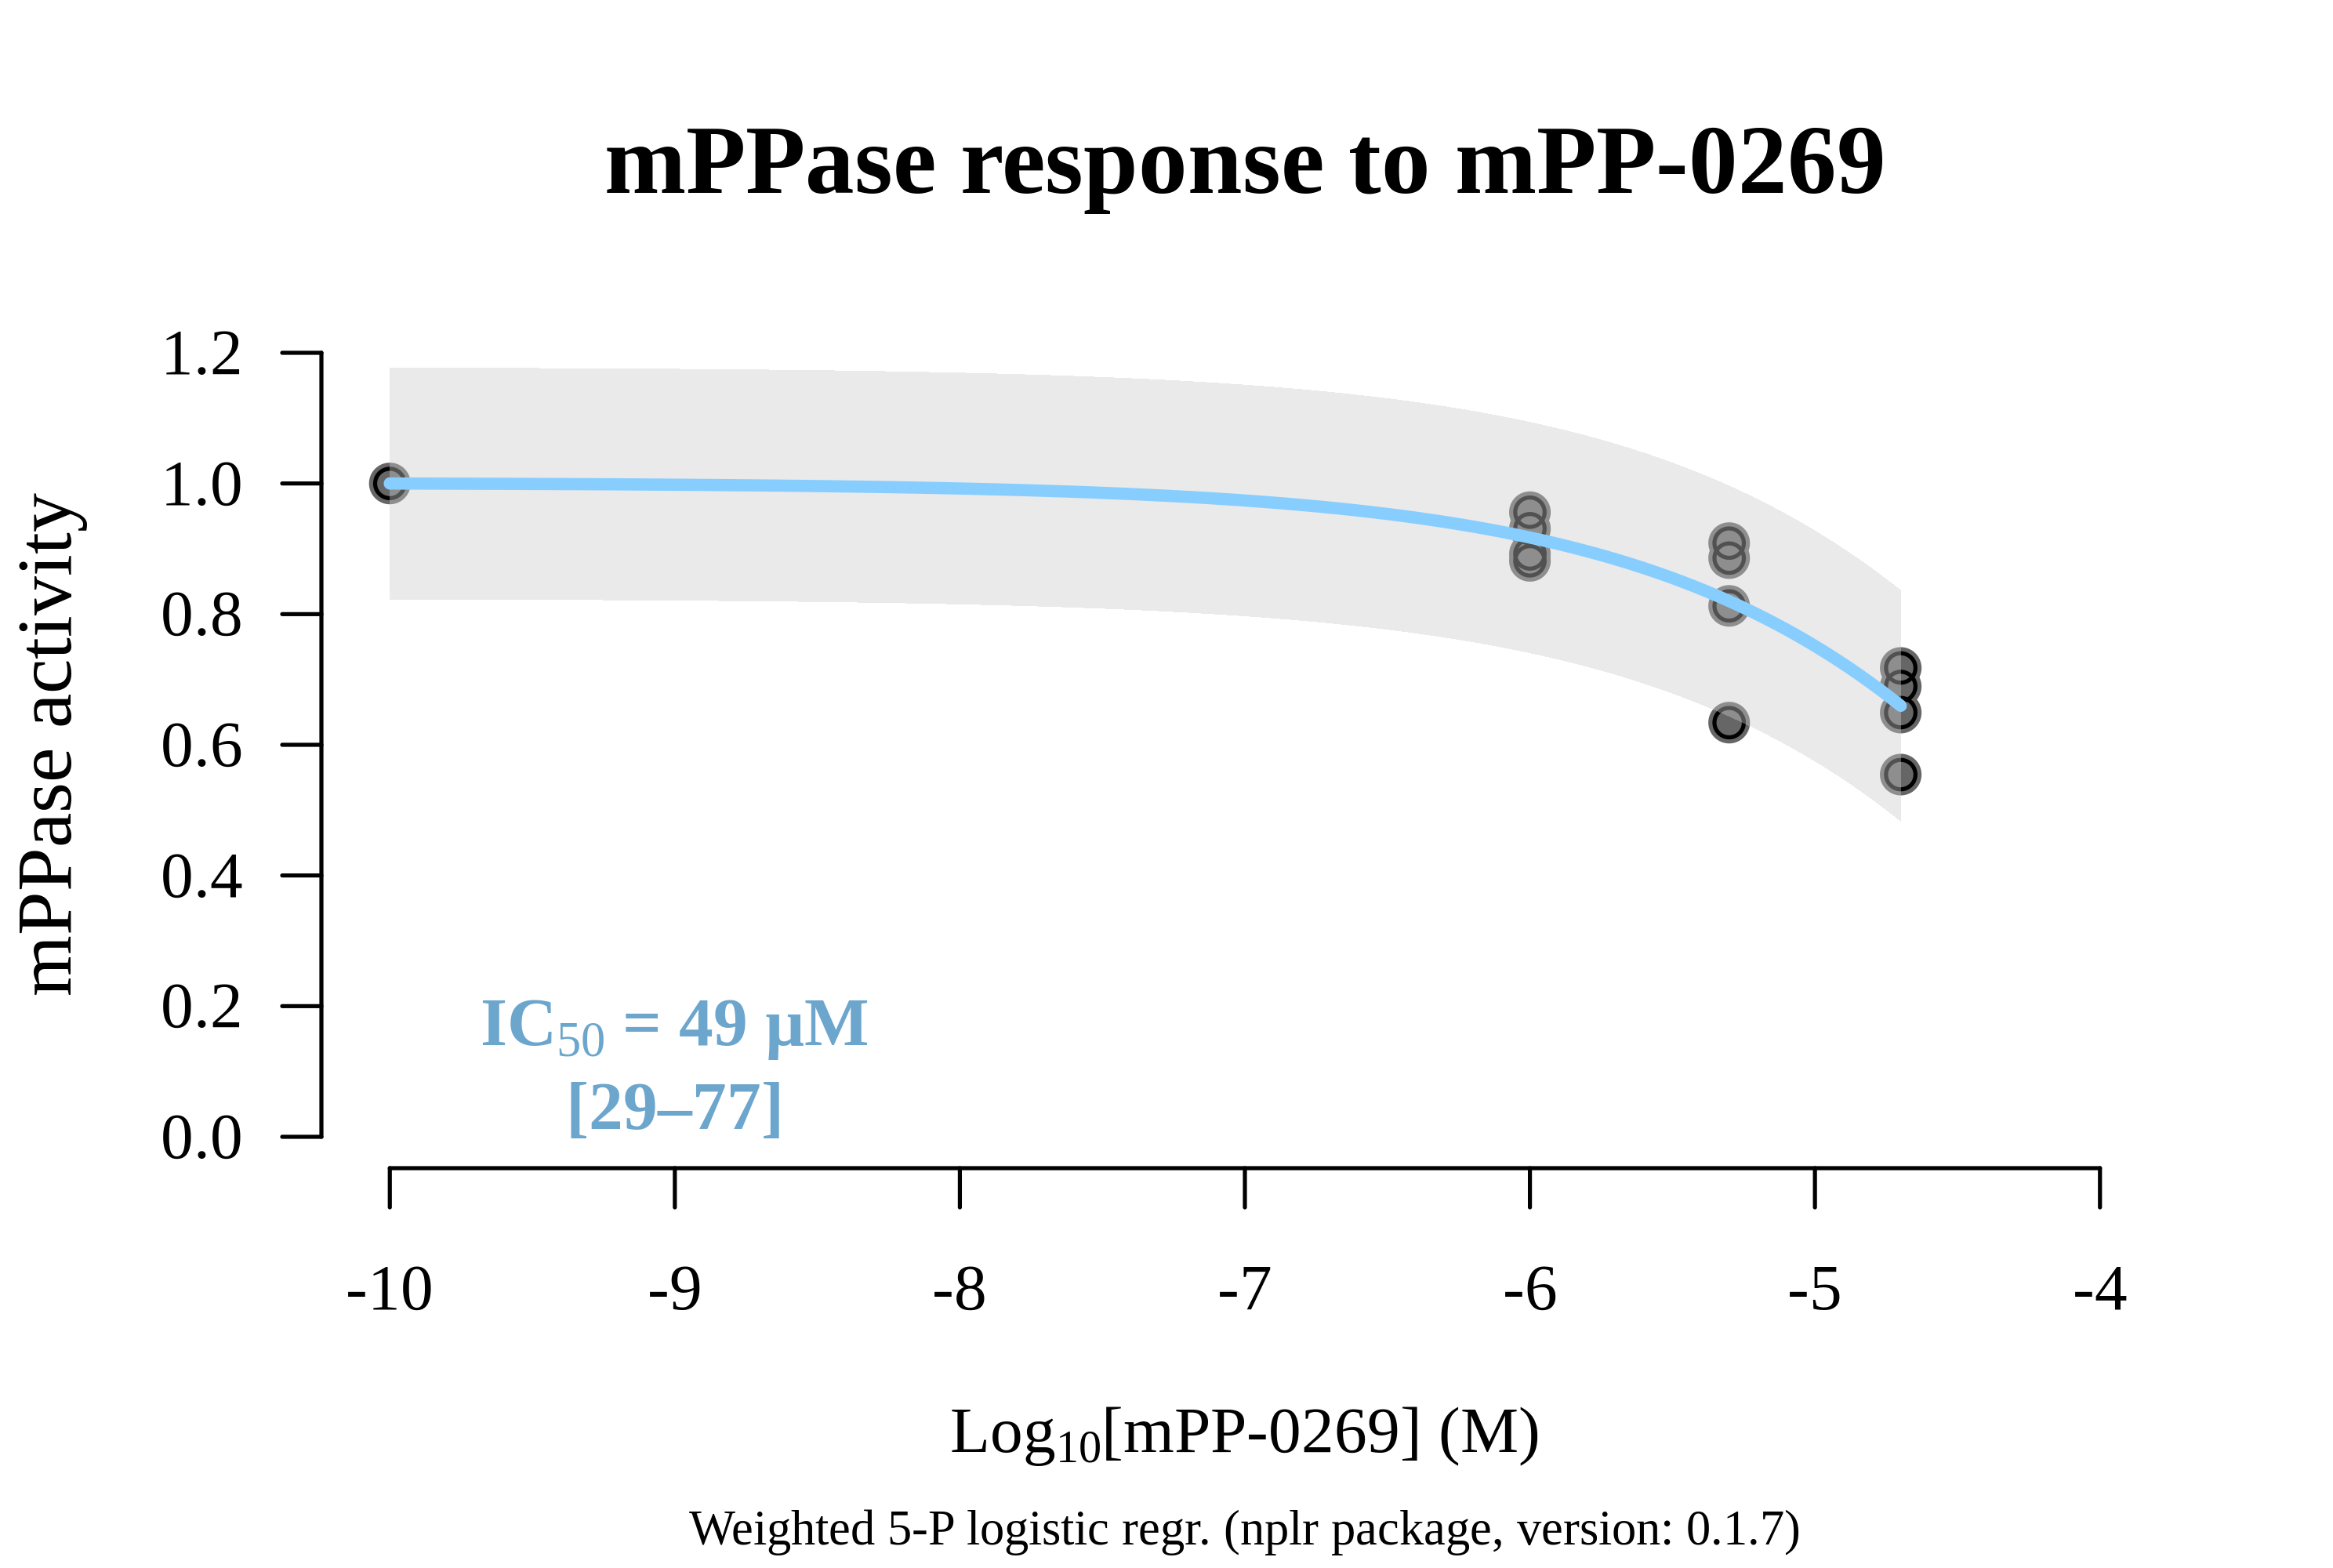 mPPase response to mPP-0269
mPPase activity
1.2
1.0
0.8
0.6
0.4
0.2
0.0
IC50 = 49 µM
[29–77]
-10 -9 -8 -7 -6 -5 -4
Log10[mPP-0269] (M)
Weighted 5-P logistic regr. (nplr package, version: 0.1.7)